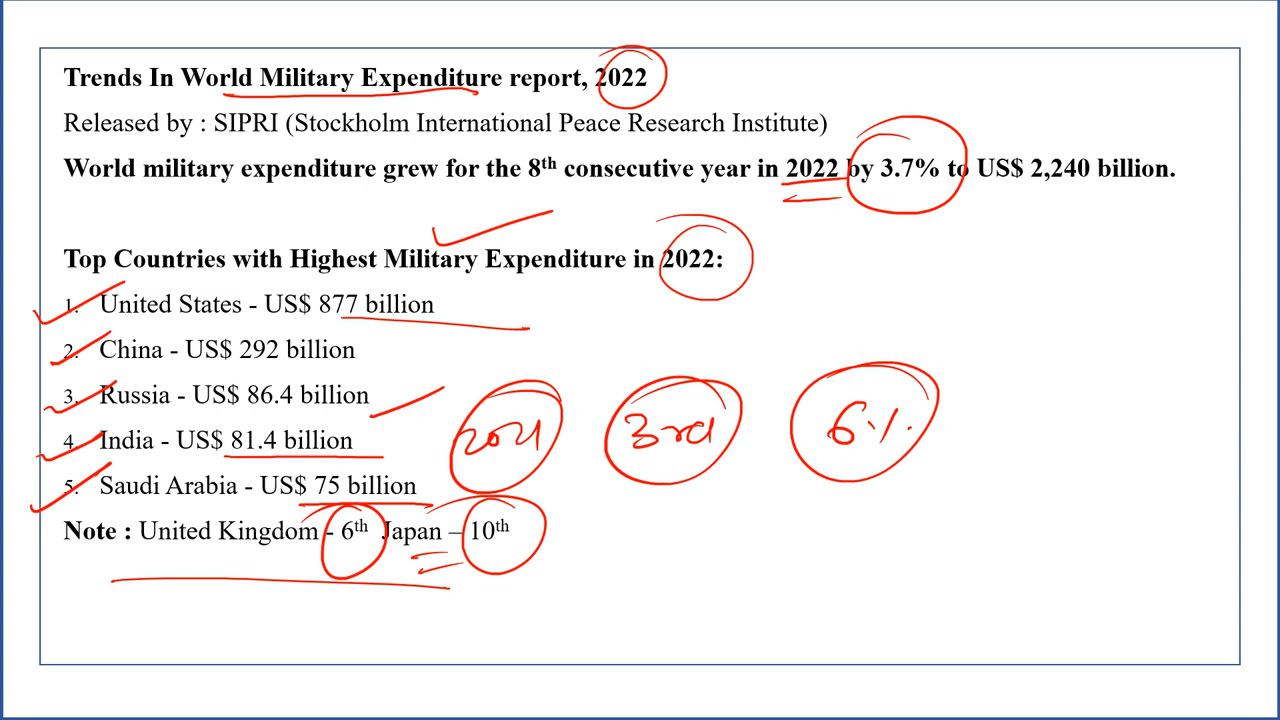 Trends In World Military Expenditure report, 2022
Released by : SIPRI (Stockholm International Peace Research Institute)
World military expenditure grew for the 8th consecutive year in 2022 by 3.7% to US$ 2,240 billion.
Top Countries with Highest Military Expenditure in 2022:
1. United States - US$ 877 billion
2. China - US$ 292 billion
3. Russia - US$ 86.4 billion
4. India - US$ 81.4 billion
2021 3rd 6%.
5. Saudi Arabia - US$ 75 billion
Note : United Kingdom - 6th Japan – 10th